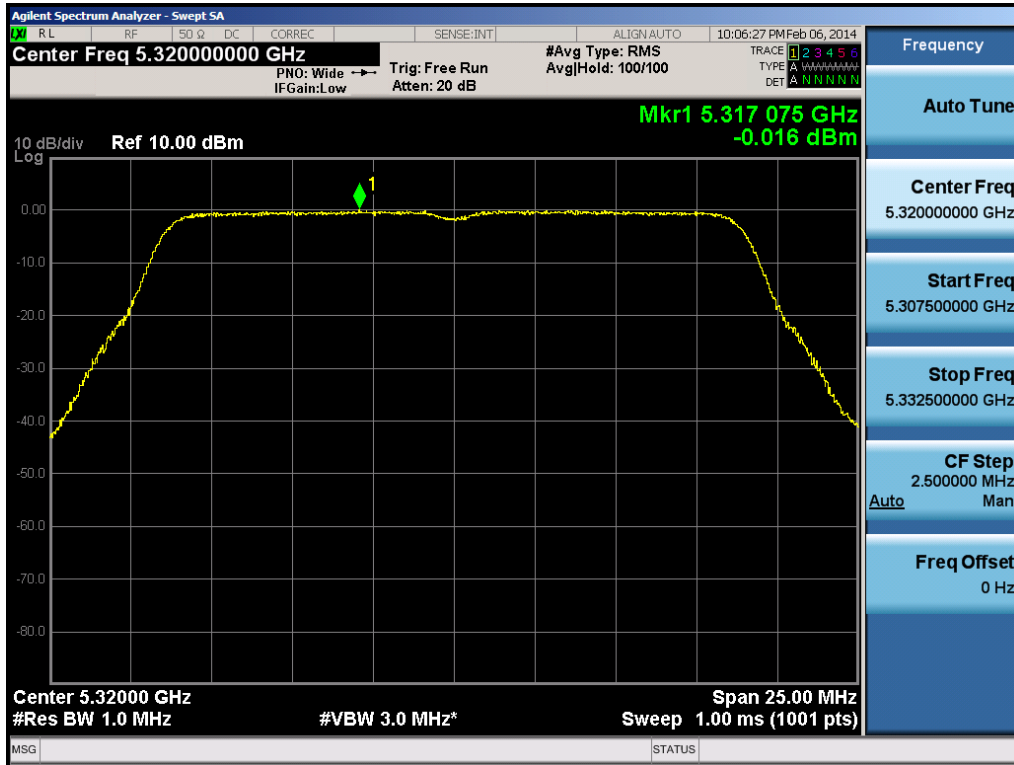 Agilent Spectrum Analyzer - Swept SA
LXI RL RF 50 Ω DC CORREC SENSE:INT ALIGN AUTO 10:06:27 PM Feb 06, 2014
Center Freq 5.320000000 GHz
PNO: Wide
IFGain:Low
Trig: Free Run
Atten: 20 dB
#Avg Type: RMS
Avg|Hold: 100/100
TRACE 1 2 3 4 5 6
TYPE A WWWWW
DET A N N N N N
Mkr1 5.317 075 GHz
-0.016 dBm
10 dB/div Ref 10.00 dBm
Log
1
0.00
-10.0
-20.0
-30.0
-40.0
-50.0
-60.0
-70.0
-80.0
Center 5.32000 GHz Span 25.00 MHz
#Res BW 1.0 MHz #VBW 3.0 MHz* Sweep 1.00 ms (1001 pts)
MSG STATUS
Frequency
Auto Tune
Center Freq
5.320000000 GHz
Start Freq
5.307500000 GHz
Stop Freq
5.332500000 GHz
CF Step
2.500000 MHz
Auto Man
Freq Offset
0 Hz